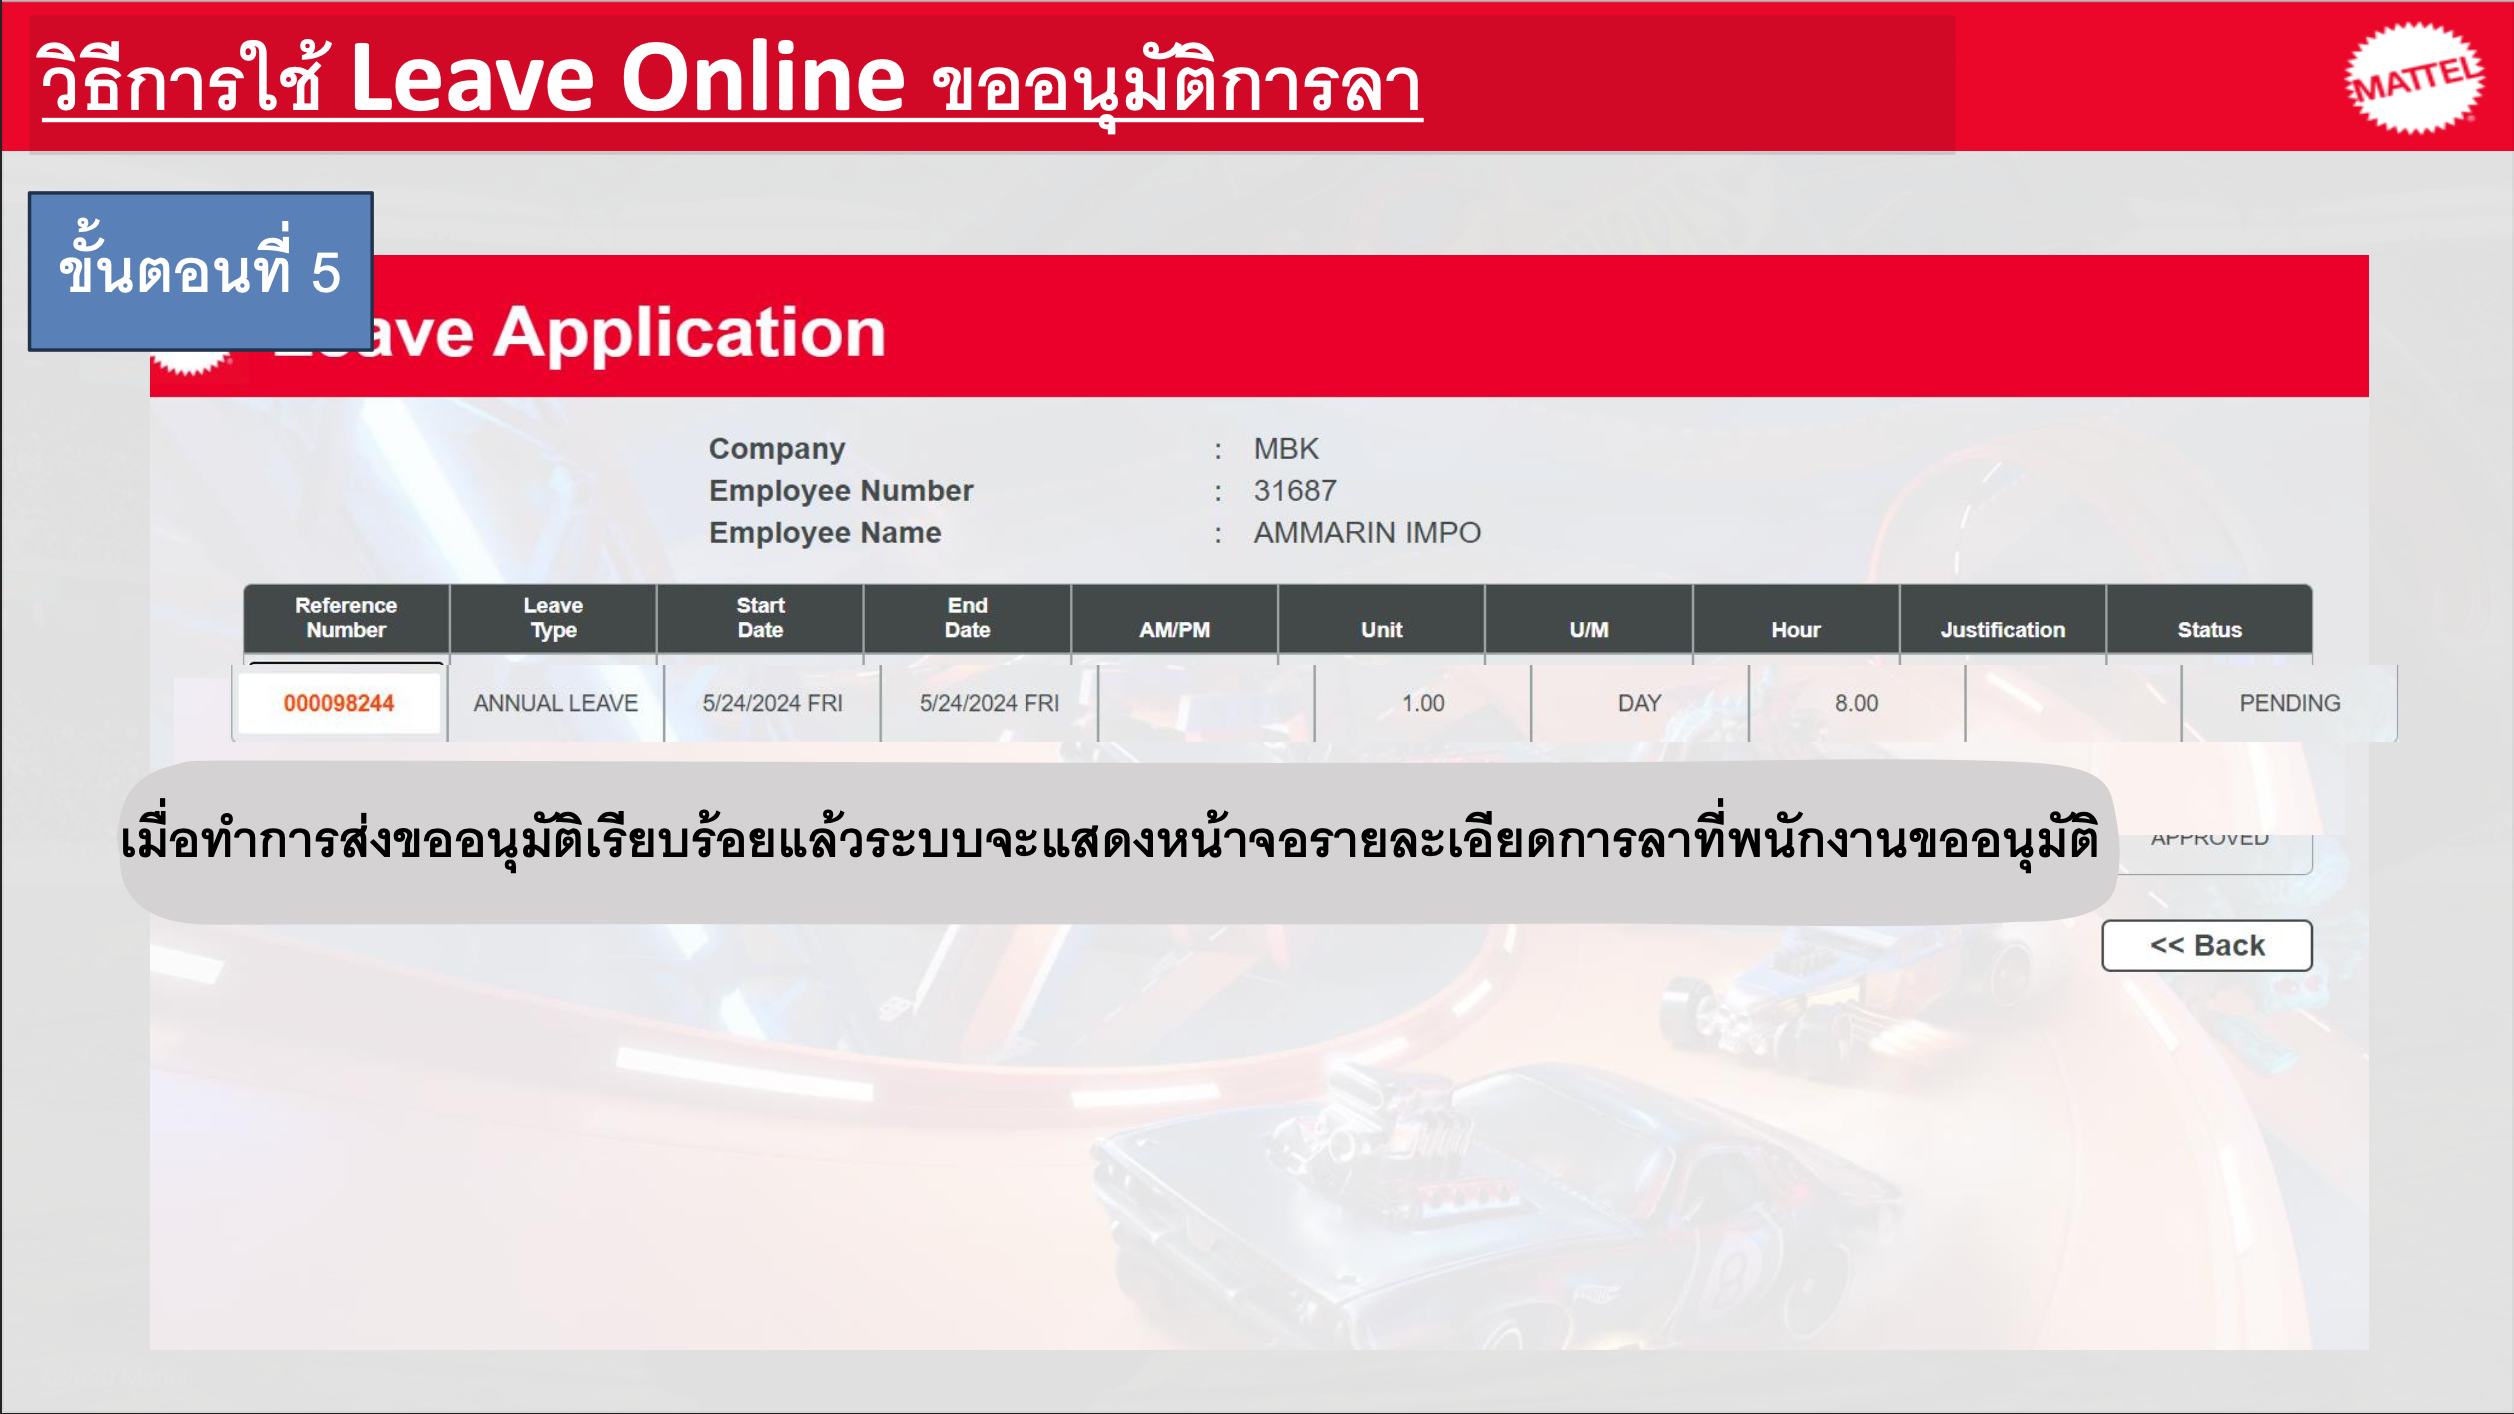 วิธีการใช้ Leave Online ขออนุมัติการลา
MATTEL
ขั้นตอนที่ 5
ave Application
Company : MBK
Employee Number : 31687
Employee Name : AMMARIN IMPO
Reference Number Leave Type Start Date End Date AM/PM Unit U/M Hour Justification Status
000098244 ANNUAL LEAVE 5/24/2024 FRI 5/24/2024 FRI 1.00 DAY 8.00 PENDING
เมื่อทำการส่งขออนุมัติเรียบร้อยแล้วระบบจะแสดงหน้าจอรายละเอียดการลาที่พนักงานขออนุมัติ
APPROVED
<< Back